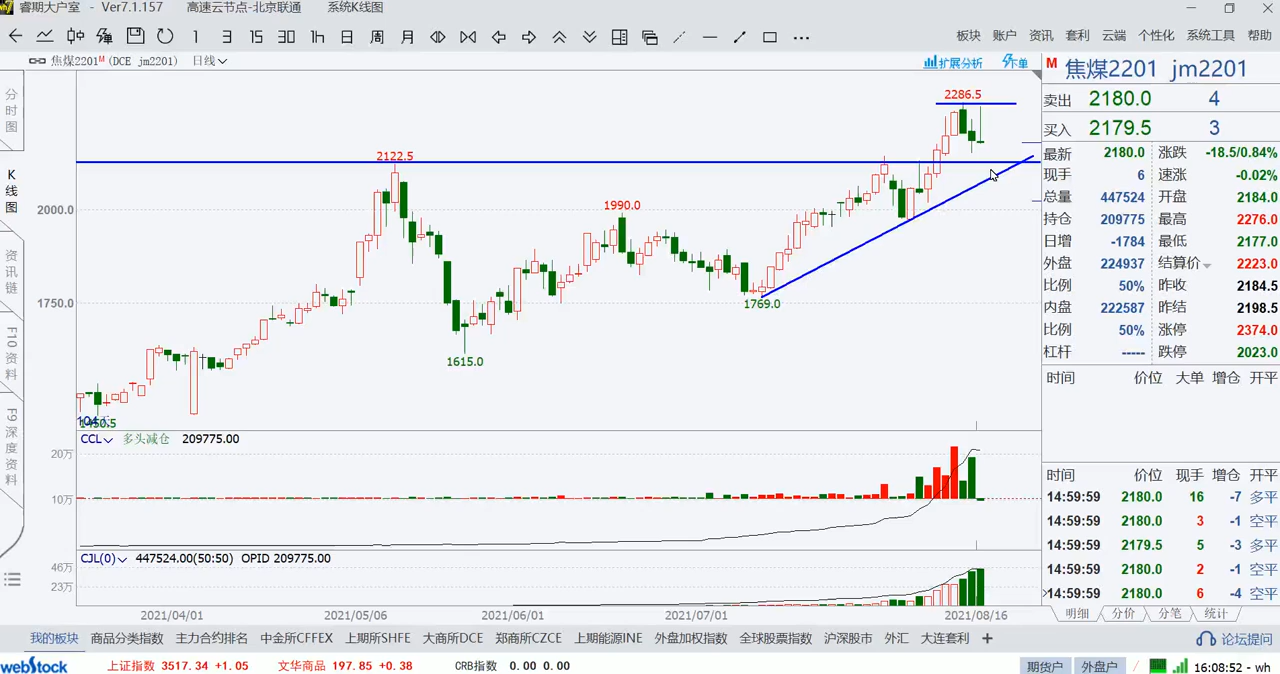 睿期大户室 - Ver7.1.157 高速云节点-北京联通 系统K线图
1 3 15 30 1h 日 周 月
板块 账户 资讯 套利 云端 个性化 系统工具 帮助
焦煤2201M(DCE jm2201) 日线
扩展分析 下单
M 焦煤2201 jm2201
卖出 2180.0 4
买入 2179.5 3
最新 2180.0 涨跌 -18.5/0.84%
现手 6 速涨 -0.02%
总量 447524 开盘 2184.0
持仓 209775 最高 2276.0
日增 -1784 最低 2177.0
外盘 224937 结算价 2223.0
比例 50% 昨收 2184.5
内盘 222587 昨结 2198.5
比例 50% 涨停 2374.0
杠杆 ----- 跌停 2023.0
时间 价位 大单 增仓 开平
时间 价位 现手 增仓 开平
14:59:59 2180.0 16 -7 多平
14:59:59 2180.0 3 -1 空平
14:59:59 2179.5 5 -3 多平
14:59:59 2180.0 2 -1 空平
14:59:59 2180.0 6 -4 空平
明细 分价 分笔 统计
分时图
K线图
资讯链
F10资料
F9深度资料
2286.5
2122.5
2000.0
1990.0
1750.0
1769.0
1615.0
CCL 多头减仓 209775.00
20万
10万
CJL(0) 447524.00(50:50) OPID 209775.00
46万
23万
2021/04/01 2021/05/06 2021/06/01 2021/07/01 2021/08/16
我的板块 商品分类指数 主力合约排名 中金所CFFEX 上期所SHFE 大商所DCE 郑商所CZCE 上期能源INE 外盘加权指数 全球股票指数 沪深股市 外汇 大连套利 +
论坛提问
webStock 上证指数 3517.34 +1.05 文华商品 197.85 +0.38 CRB指数 0.00 0.00 期货户 外盘户 16:08:52 - wh